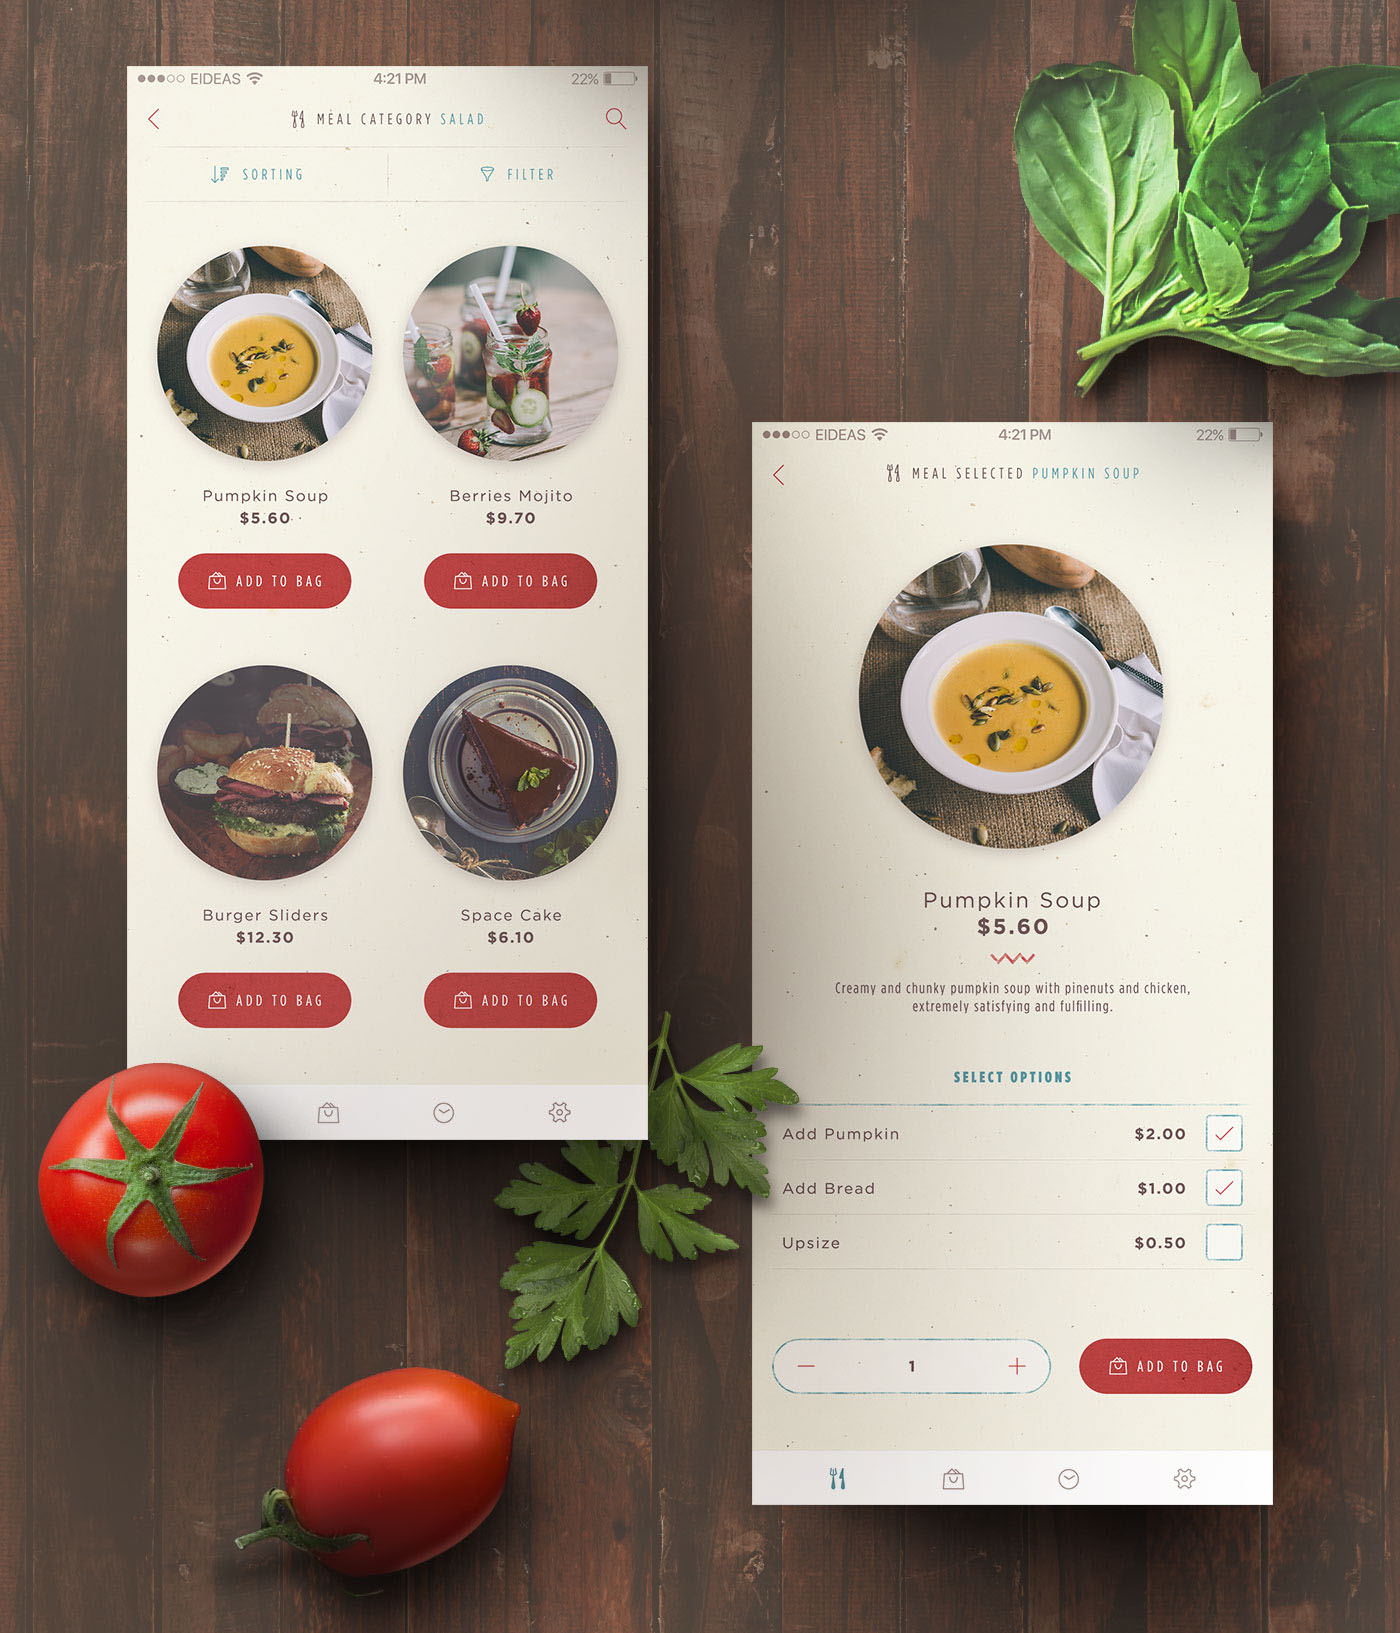 EIDEAS
4:21 PM
22%
MEAL CATEGORY SALAD
SORTING
FILTER
Pumpkin Soup
$5.60
Berries Mojito
$9.70
ADD TO BAG
ADD TO BAG
Burger Sliders
$12.30
Space Cake
$6.10
ADD TO BAG
ADD TO BAG
EIDEAS
4:21 PM
22%
MEAL SELECTED PUMPKIN SOUP
Pumpkin Soup
$5.60
Creamy and chunky pumpkin soup with pinenuts and chicken,
extremely satisfying and fulfilling.
SELECT OPTIONS
Add Pumpkin $2.00
Add Bread $1.00
Upsize $0.50
1
ADD TO BAG